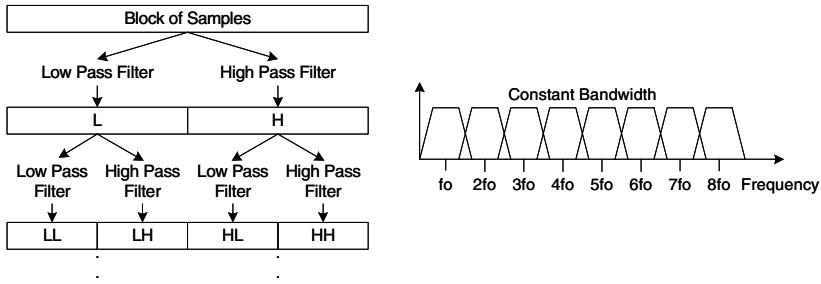 Block of Samples
Low Pass Filter High Pass Filter
L H
Low Pass Filter High Pass Filter Low Pass Filter High Pass Filter
LL LH HL HH
Constant Bandwidth
fo 2fo 3fo 4fo 5fo 6fo 7fo 8fo Frequency